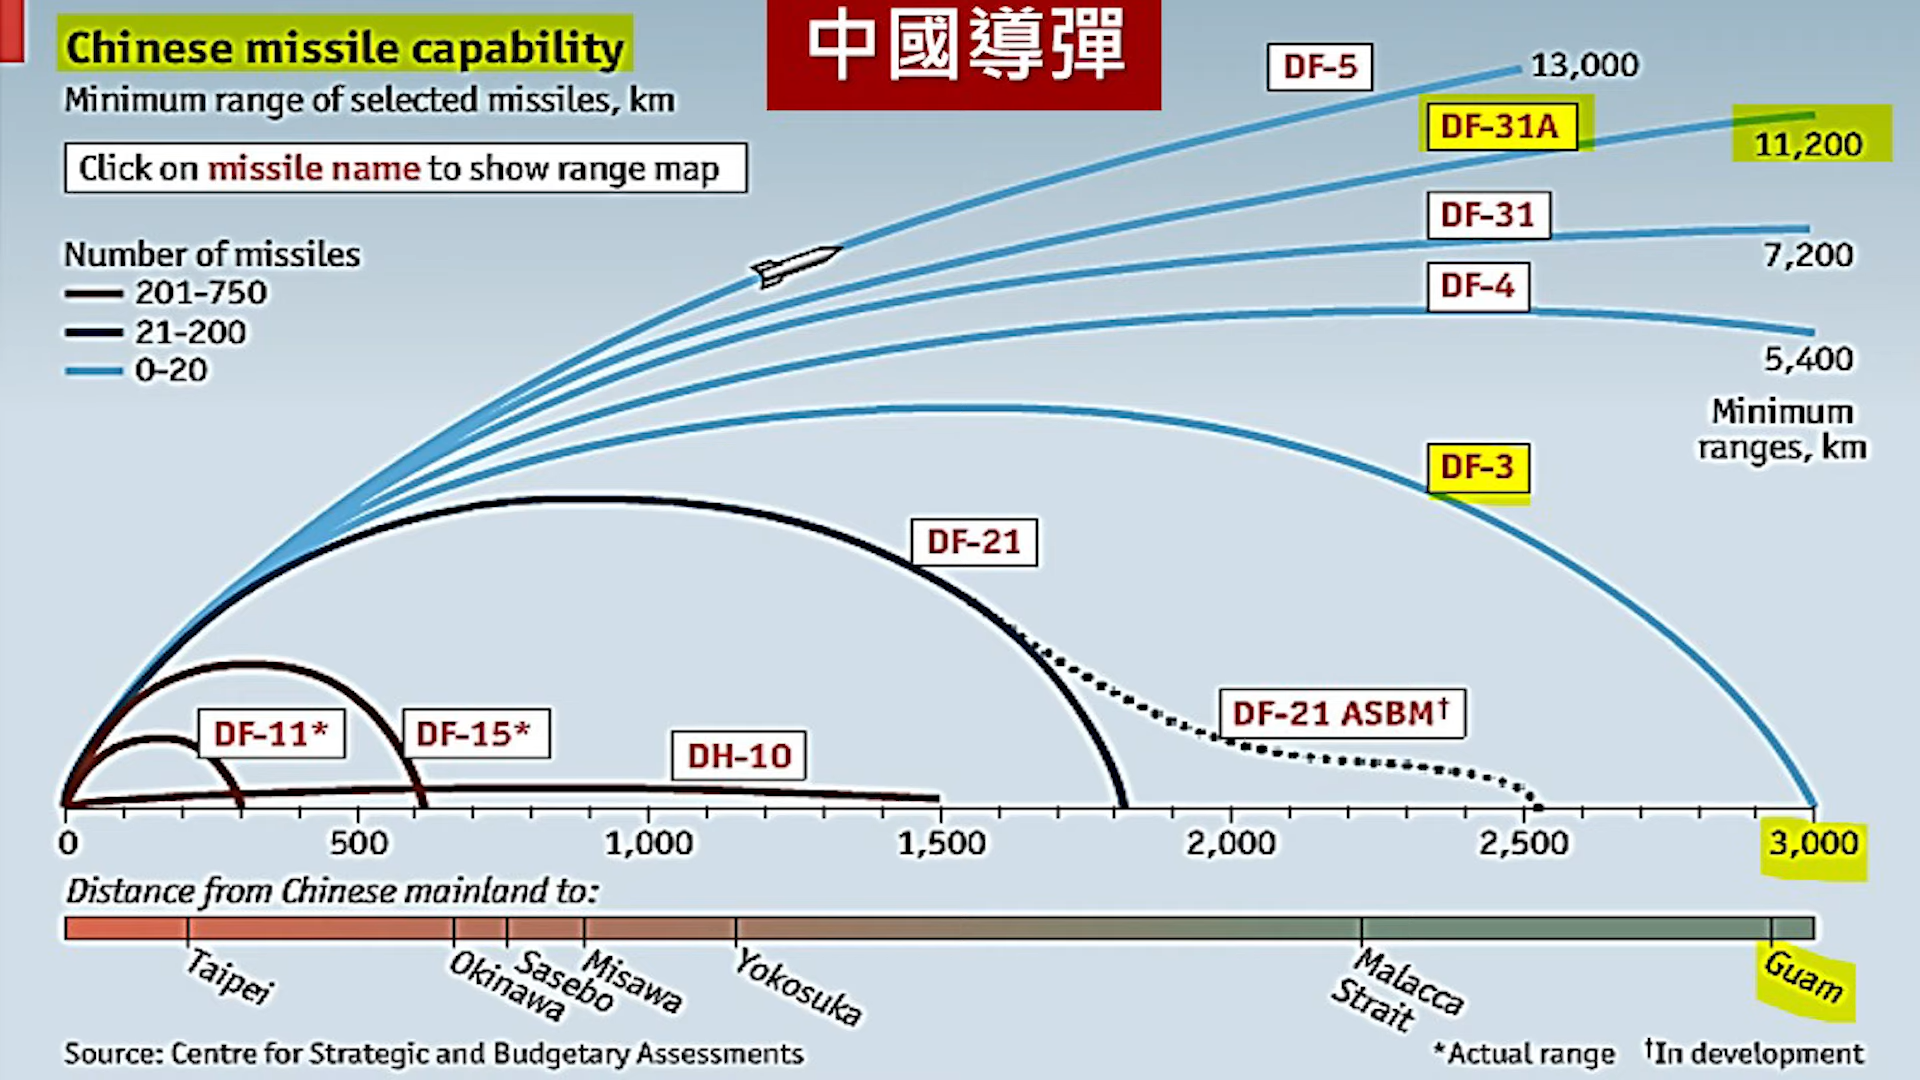 Chinese missile capability
Minimum range of selected missiles, km
Click on missile name to show range map
Number of missiles
201-750
21-200
0-20
中國導彈
DF-5
13,000
DF-31A
11,200
DF-31
7,200
DF-4
5,400
Minimum
ranges, km
DF-3
DF-21
DF-21 ASBM†
DF-11*
DF-15*
DH-10
0
500
1,000
1,500
2,000
2,500
3,000
Distance from Chinese mainland to:
Taipei
Okinawa
Sasebo
Misawa
Yokosuka
Malacca
Strait
Guam
Source: Centre for Strategic and Budgetary Assessments
*Actual range
†In development